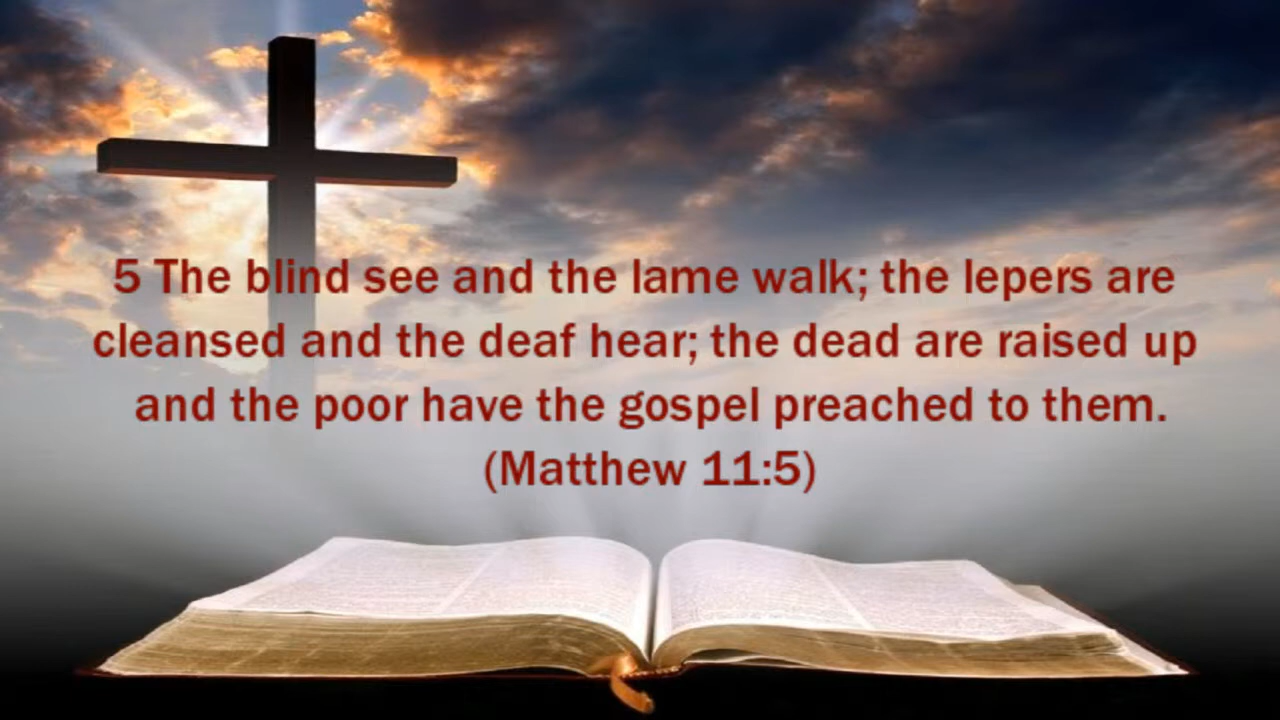 5 The blind see and the lame walk; the lepers are
cleansed and the deaf hear; the dead are raised up
and the poor have the gospel preached to them.
(Matthew 11:5)